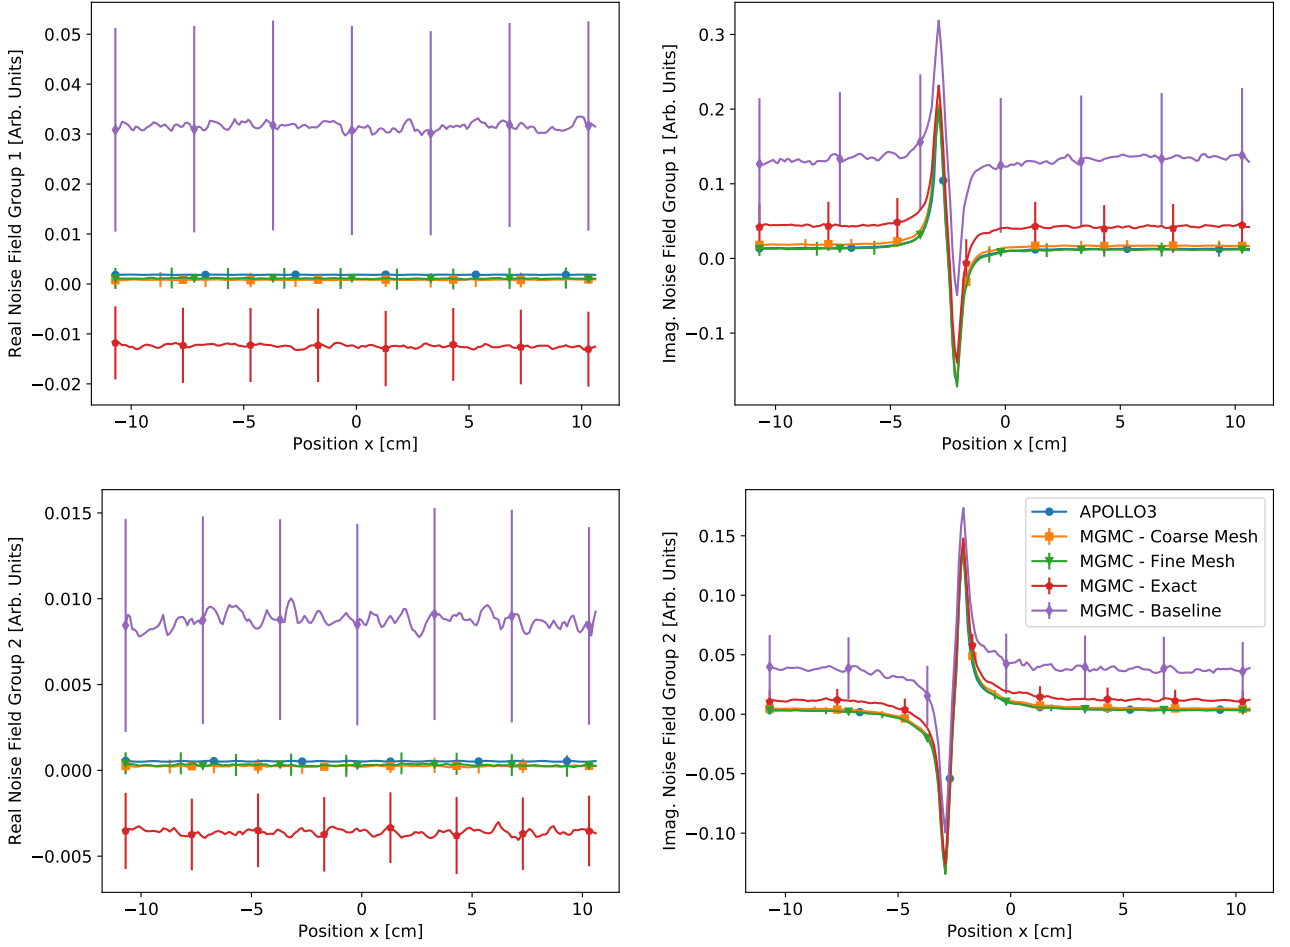 0.05
0.04
0.03
0.02
0.01
0.00
−0.01
−0.02
Real Noise Field Group 1 [Arb. Units]
−10 −5 0 5 10
Position x [cm]
0.3
0.2
0.1
0.0
−0.1
Imag. Noise Field Group 1 [Arb. Units]
−10 −5 0 5 10
Position x [cm]
0.015
0.010
0.005
0.000
−0.005
Real Noise Field Group 2 [Arb. Units]
−10 −5 0 5 10
Position x [cm]
0.15
0.10
0.05
0.00
−0.05
−0.10
Imag. Noise Field Group 2 [Arb. Units]
APOLLO3
MGMC - Coarse Mesh
MGMC - Fine Mesh
MGMC - Exact
MGMC - Baseline
−10 −5 0 5 10
Position x [cm]